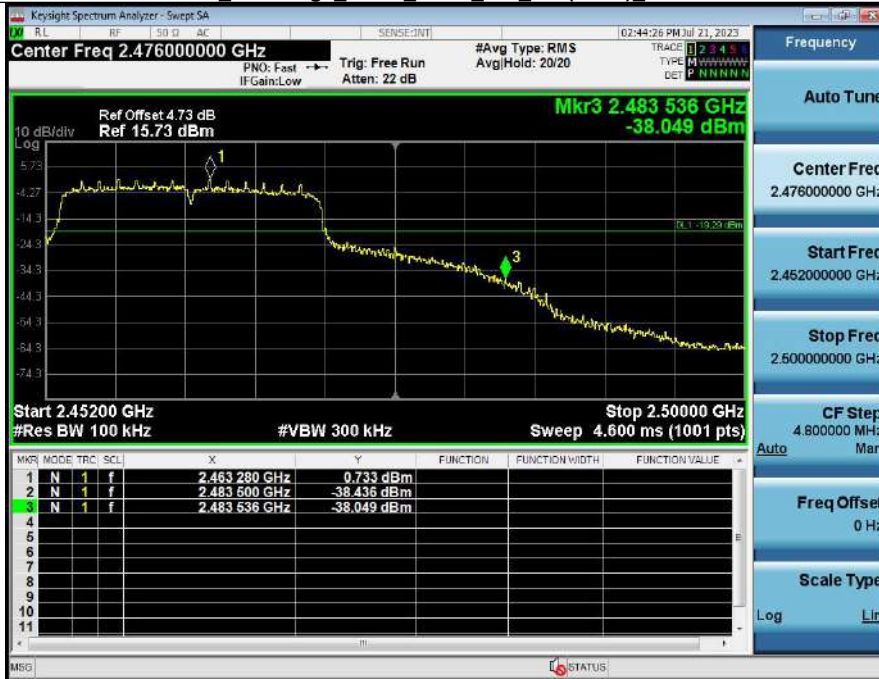 Keysight Spectrum Analyzer - Swept SA
RL RF 50 Ω AC SENSE:INT 02:44:26 PM Jul 21, 2023
Center Freq 2.476000000 GHz
#Avg Type: RMS
TRACE 1 2 3 4 5 6
PNO: Fast
Trig: Free Run
Avg|Hold: 20/20
TYPE M WWWWW
IFGain:Low
Atten: 22 dB
DET P N N N N N
Ref Offset 4.73 dB
Mkr3 2.483 536 GHz
10 dB/div
Ref 15.73 dBm
-38.049 dBm
Log
1
5.73
-4.27
-14.3
DL1 -19.29 dBm
-24.3
3
-34.3
-44.3
-54.3
-64.3
-74.3
Start 2.45200 GHz
Stop 2.50000 GHz
#Res BW 100 kHz
#VBW 300 kHz
Sweep 4.600 ms (1001 pts)
MKR MODE TRC SCL X Y FUNCTION FUNCTION WIDTH FUNCTION VALUE
1 N 1 f 2.463 280 GHz 0.733 dBm
2 N 1 f 2.483 500 GHz -38.436 dBm
3 N 1 f 2.483 536 GHz -38.049 dBm
4
5
6
7
8
9
10
11
MSG
STATUS
Frequency
Auto Tune
Center Freq
2.476000000 GHz
Start Freq
2.452000000 GHz
Stop Freq
2.500000000 GHz
CF Step
4.800000 MHz
Auto Man
Freq Offset
0 Hz
Scale Type
Log Lin